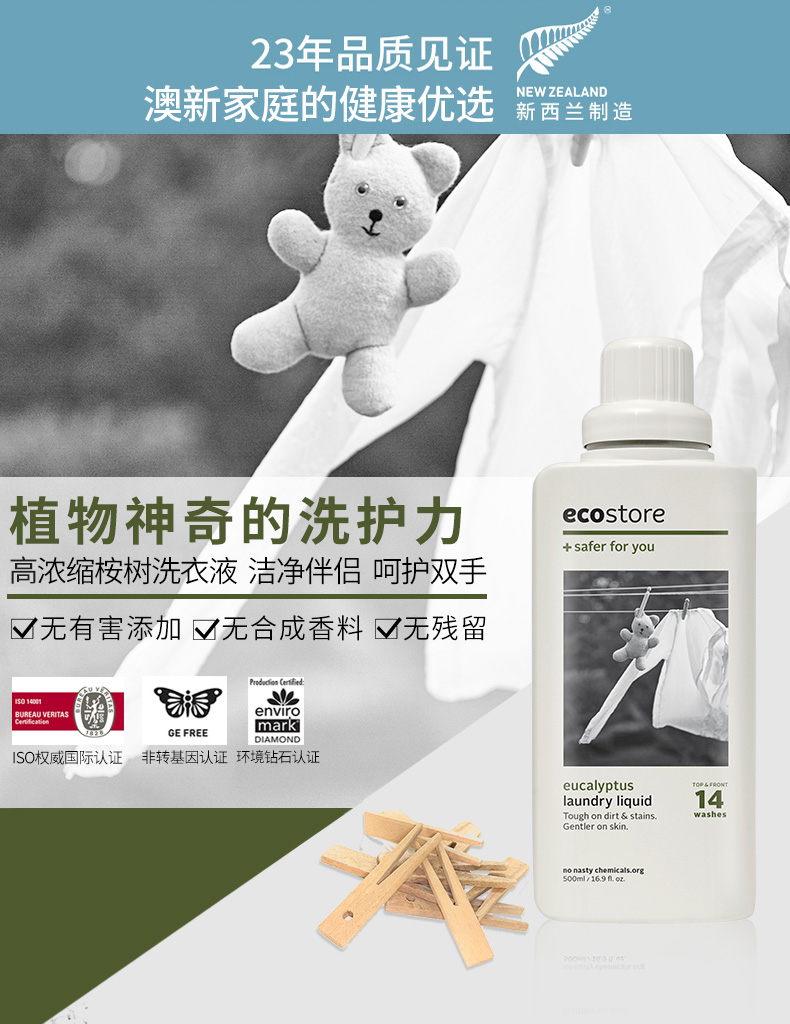 23年品质见证
澳新家庭的健康优选
NEW ZEALAND
新西兰制造
植物神奇的洗护力
高浓缩桉树洗衣液 洁净伴侣 呵护双手
无有害添加 无合成香料 无残留
ISO 14001
BUREAU VERITAS
Certification
BUREAU VERITAS
1828
ISO权威国际认证
GE FREE
非转基因认证
Production Certified:
enviro
mark
DIAMOND
环境钻石认证
ecostore
+ safer for you
eucalyptus
laundry liquid
Tough on dirt & stains.
Gentler on skin.
TOP & FRONT
14
washes
no nasty chemicals.org
500ml / 16.9 fl. oz.